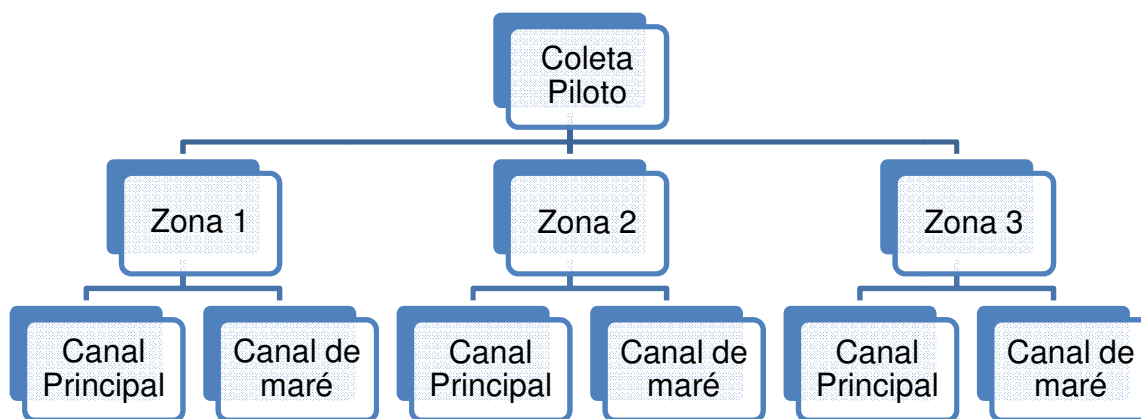 Coleta
Piloto
Zona 1
Zona 2
Zona 3
Canal
Principal
Canal de
maré
Canal
Principal
Canal de
maré
Canal
Principal
Canal de
maré